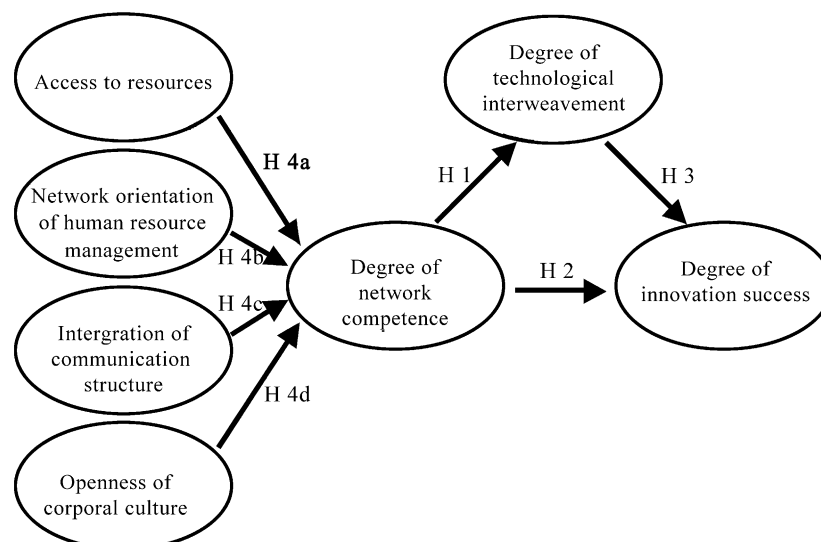 Access to resources
H 4a
Network orientation
of human resource
management
H 4b
Intergration of
communication
structure
H 4c
Openness of
corporal culture
H 4d
Degree of
network
competence
H 1
Degree of
technological
interweavement
H 2
H 3
Degree of
innovation success